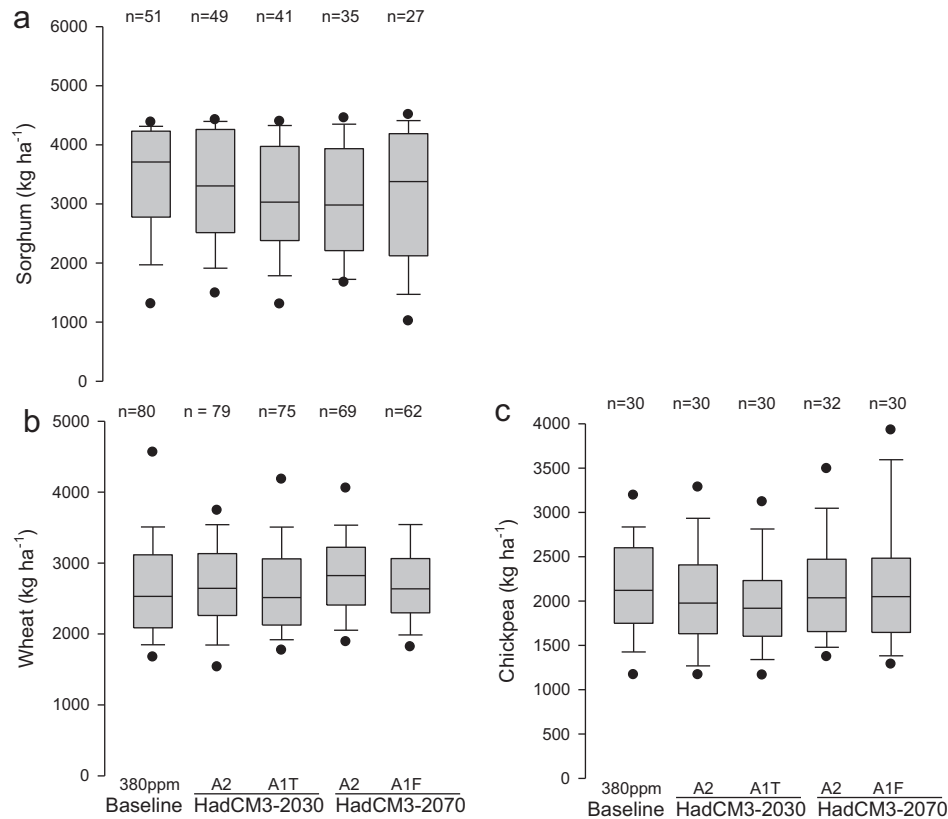 a
n=51 n=49 n=41 n=35 n=27
6000
5000
4000
3000
2000
1000
0
Sorghum (kg ha-1)
b
n=80 n = 79 n=75 n=69 n=62
5000
4000
3000
2000
1000
0
Wheat (kg ha-1)
380ppm A2 A1T A2 A1F
Baseline HadCM3-2030 HadCM3-2070
c
n=30 n=30 n=30 n=32 n=30
4000
3500
3000
2500
2000
1500
1000
500
0
Chickpea (kg ha-1)
380ppm A2 A1T A2 A1F
Baseline HadCM3-2030 HadCM3-2070